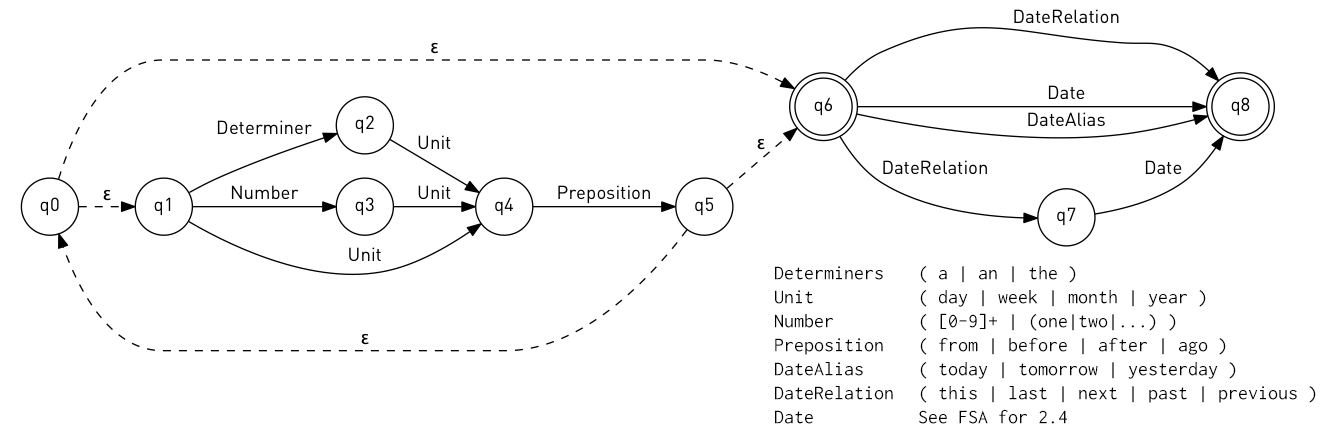 DateRelation
ε
Date
q6
q8
DateAlias
q2
Determiner
Unit
ε
DateRelation
Date
ε
Number
Unit
Preposition
q0
q1
q3
q4
q5
q7
Unit
Determiners ( a | an | the )
Unit ( day | week | month | year )
Number ( [0-9]+ | (one|two|...) )
ε
Preposition ( from | before | after | ago )
DateAlias ( today | tomorrow | yesterday )
DateRelation ( this | last | next | past | previous )
Date See FSA for 2.4